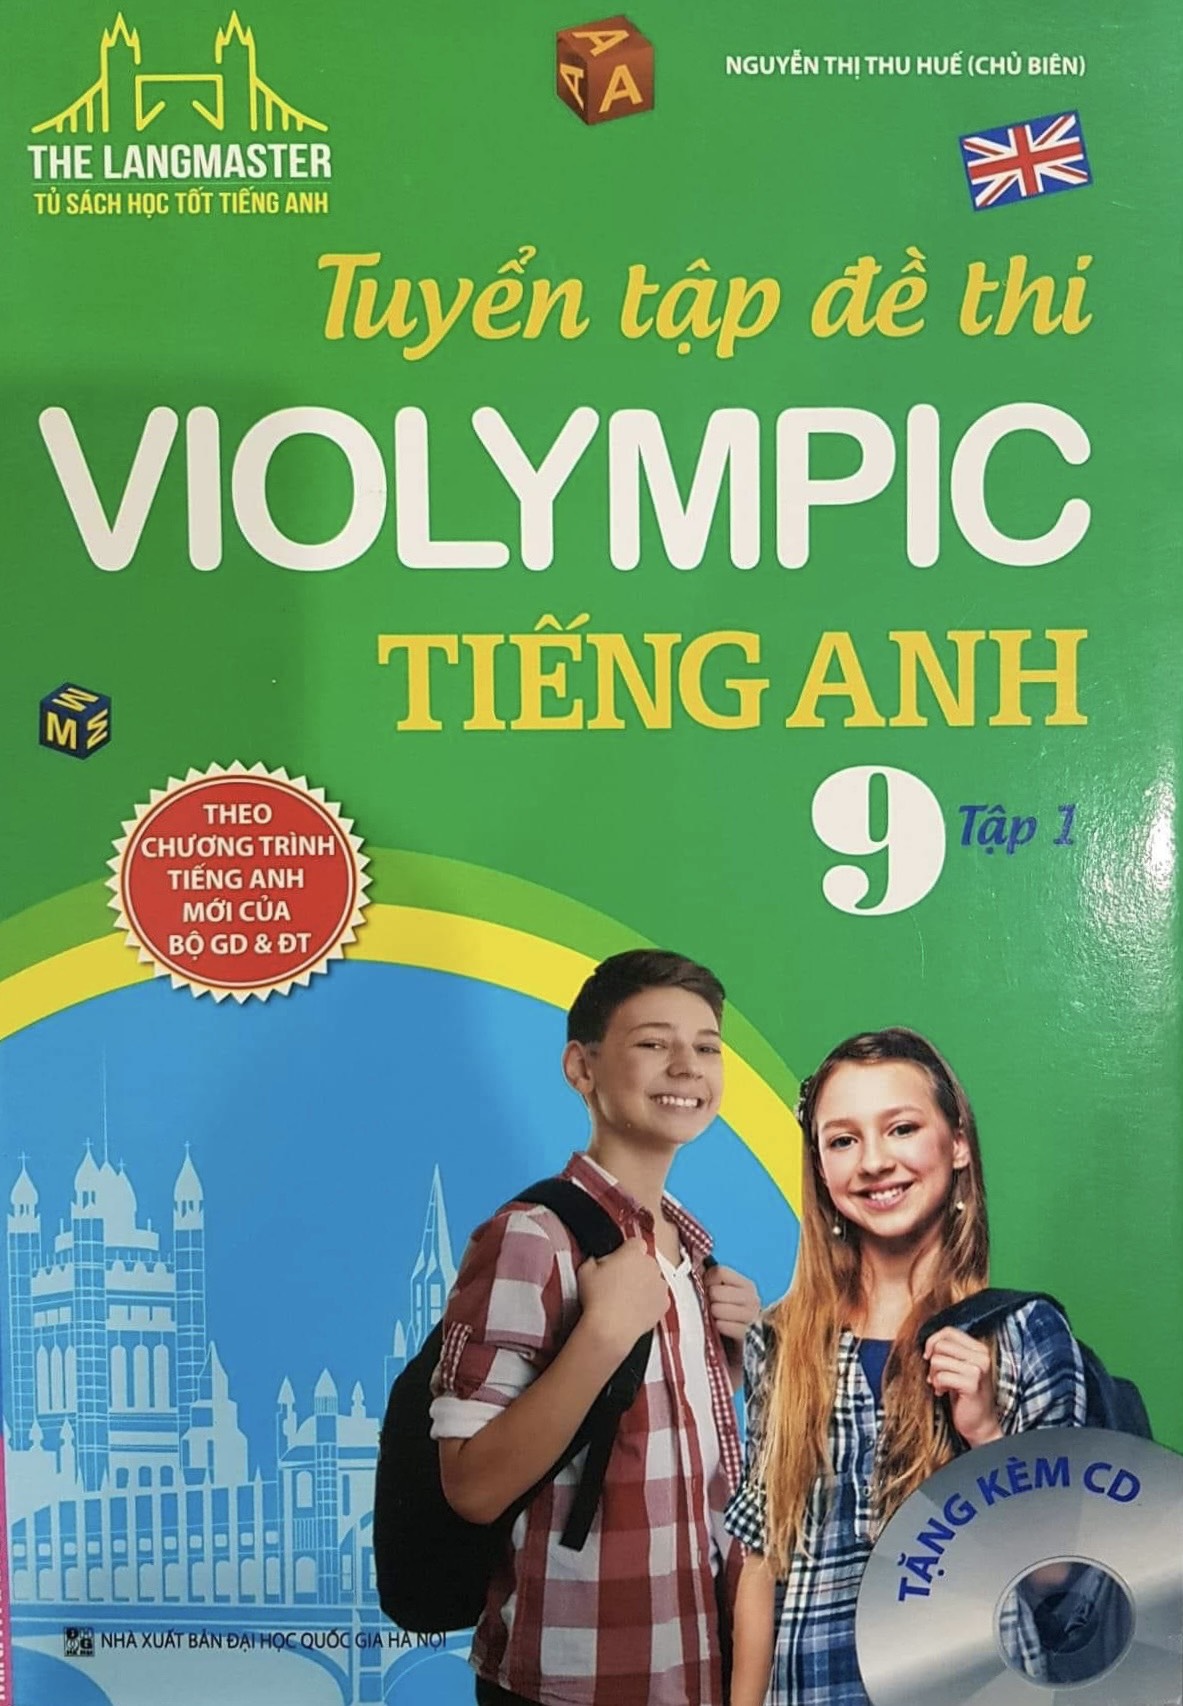 NGUYỄN THỊ THU HUẾ (CHỦ BIÊN)
THE LANGMASTER
TỦ SÁCH HỌC TỐT TIẾNG ANH
Tuyển tập đề thi
VIOLYMPIC
TIẾNG ANH
9 Tập 1
THEO
CHƯƠNG TRÌNH
TIẾNG ANH
MỚI CỦA
BỘ GD & ĐT
TẶNG KÈM CD
NHÀ XUẤT BẢN ĐẠI HỌC QUỐC GIA HÀ NỘI